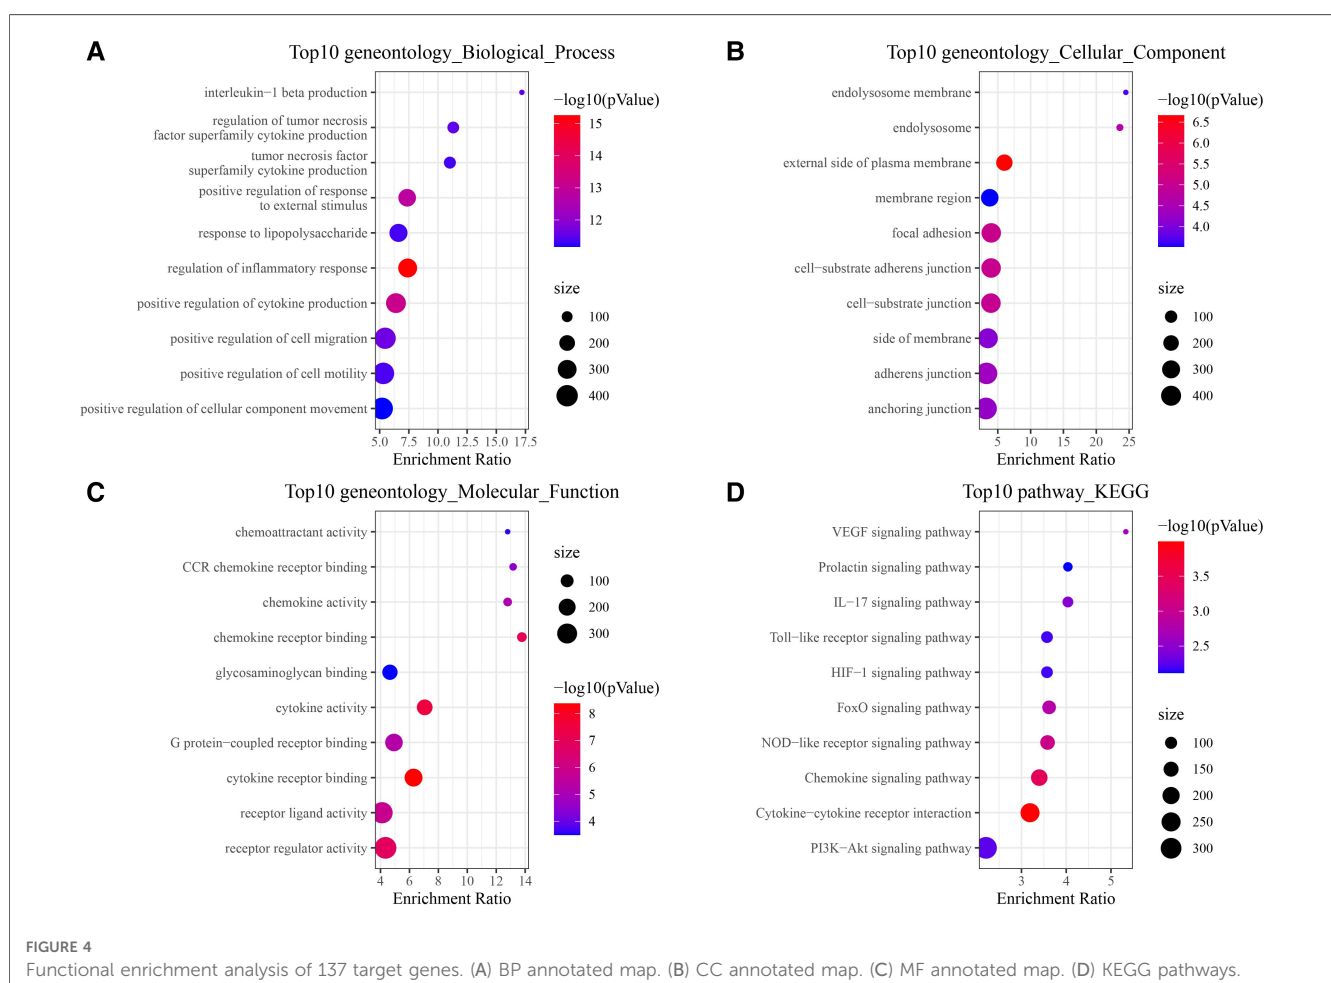 A
Top10 geneontology_Biological_Process
interleukin−1 beta production
regulation of tumor necrosis
factor superfamily cytokine production
tumor necrosis factor
superfamily cytokine production
positive regulation of response
to external stimulus
response to lipopolysaccharide
regulation of inflammatory response
positive regulation of cytokine production
positive regulation of cell migration
positive regulation of cell motility
positive regulation of cellular component movement
5.0 7.5 10.0 12.5 15.0 17.5
Enrichment Ratio
−log10(pValue)
15
14
13
12
size
100
200
300
400
B
Top10 geneontology_Cellular_Component
endolysosome membrane
endolysosome
external side of plasma membrane
membrane region
focal adhesion
cell−substrate adherens junction
cell−substrate junction
side of membrane
adherens junction
anchoring junction
5 10 15 20 25
Enrichment Ratio
−log10(pValue)
6.5
6.0
5.5
5.0
4.5
4.0
size
100
200
300
400
C
Top10 geneontology_Molecular_Function
chemoattractant activity
CCR chemokine receptor binding
chemokine activity
chemokine receptor binding
glycosaminoglycan binding
cytokine activity
G protein−coupled receptor binding
cytokine receptor binding
receptor ligand activity
receptor regulator activity
4 6 8 10 12 14
Enrichment Ratio
size
100
200
300
−log10(pValue)
8
7
6
5
4
D
Top10 pathway_KEGG
VEGF signaling pathway
Prolactin signaling pathway
IL−17 signaling pathway
Toll−like receptor signaling pathway
HIF−1 signaling pathway
FoxO signaling pathway
NOD−like receptor signaling pathway
Chemokine signaling pathway
Cytokine−cytokine receptor interaction
PI3K−Akt signaling pathway
3 4 5
Enrichment Ratio
−log10(pValue)
3.5
3.0
2.5
size
100
150
200
250
300
FIGURE 4
Functional enrichment analysis of 137 target genes. (A) BP annotated map. (B) CC annotated map. (C) MF annotated map. (D) KEGG pathways.